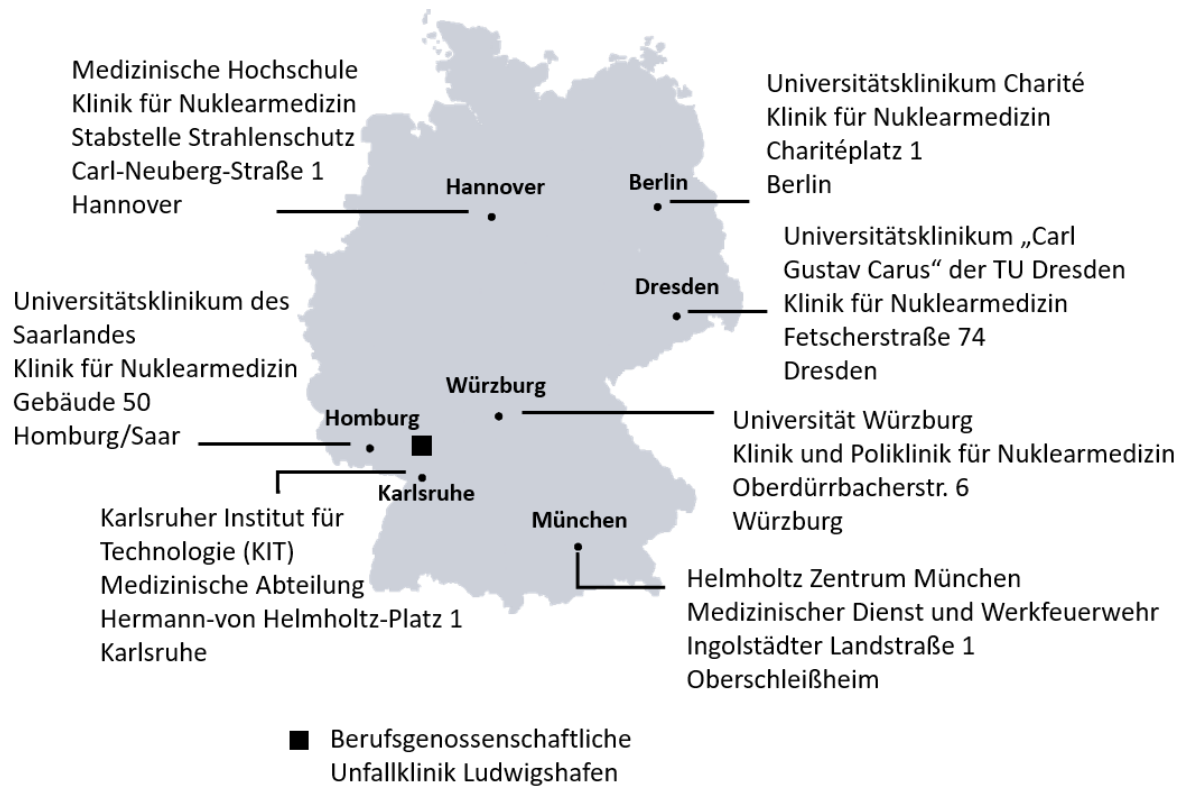 Medizinische Hochschule
Klinik für Nuklearmedizin
Stabstelle Strahlenschutz
Carl-Neuberg-Straße 1
Hannover
Universitätsklinikum Charité
Klinik für Nuklearmedizin
Charitéplatz 1
Berlin
Hannover
Berlin
Universitätsklinikum „Carl
Gustav Carus“ der TU Dresden
Klinik für Nuklearmedizin
Fetscherstraße 74
Dresden
Dresden
Universitätsklinikum des
Saarlandes
Klinik für Nuklearmedizin
Gebäude 50
Homburg/Saar
Würzburg
Homburg
Universität Würzburg
Klinik und Poliklinik für Nuklearmedizin
Oberdürrbacherstr. 6
Würzburg
Karlsruhe
Karlsruher Institut für
Technologie (KIT)
Medizinische Abteilung
Hermann-von Helmholtz-Platz 1
Karlsruhe
München
Helmholtz Zentrum München
Medizinischer Dienst und Werkfeuerwehr
Ingolstädter Landstraße 1
Oberschleißheim
Berufsgenossenschaftliche
Unfallklinik Ludwigshafen